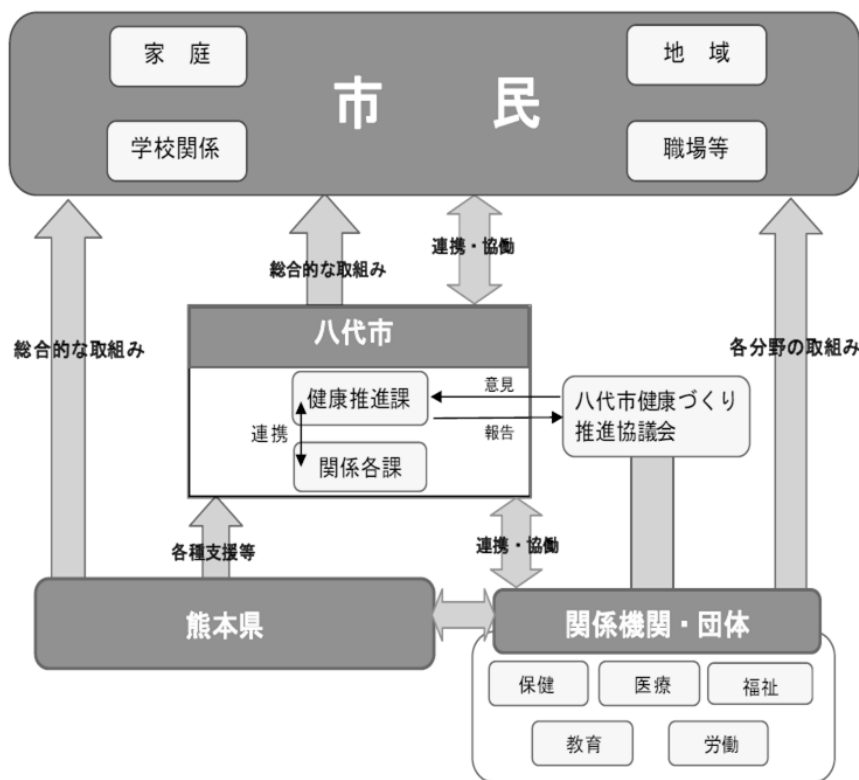 家　庭
地　域
市　民
学校関係
職場等
総合的な取組み
連携・協働
総合的な取組み
各分野の取組み
八代市
健康推進課
意見
報告
八代市健康づくり
推進協議会
連携
関係各課
各種支援等
連携・協働
熊本県
関係機関・団体
保健
医療
福祉
教育
労働